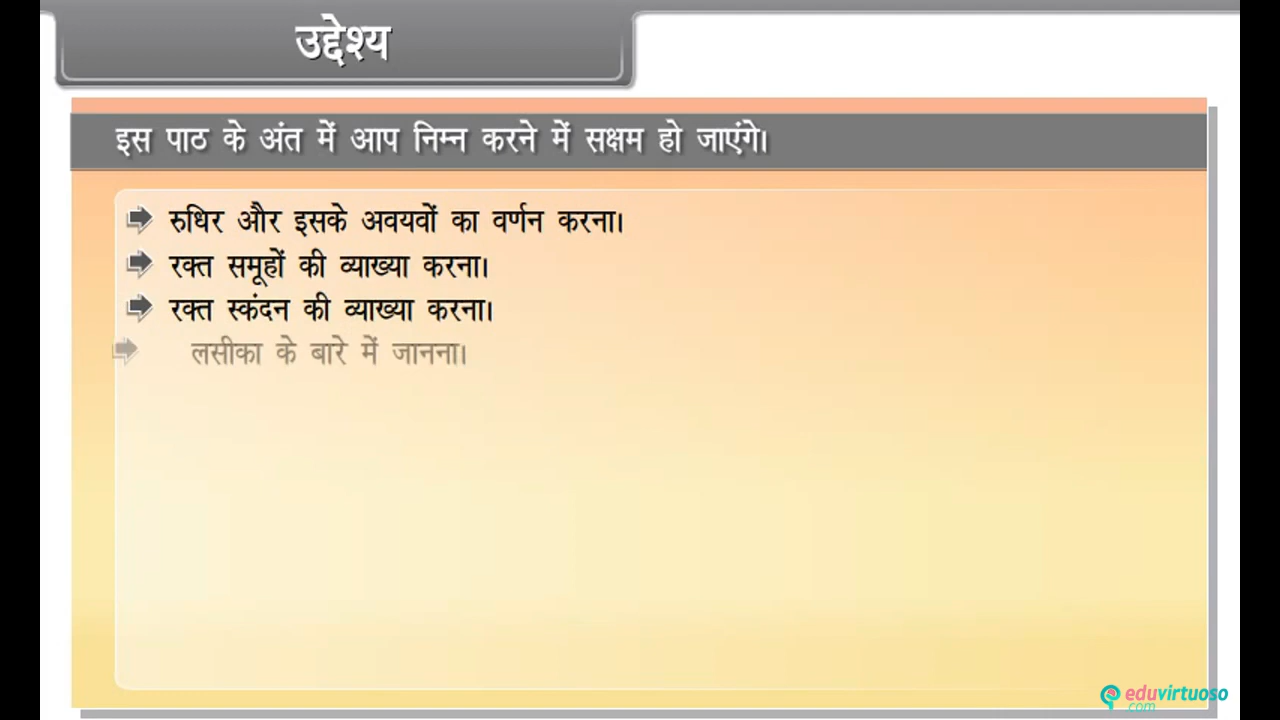 उद्देश्य
इस पाठ के अंत में आप निम्न करने में सक्षम हो जाएंगे।
रुधिर और इसके अवयवों का वर्णन करना।
रक्त समूहों की व्याख्या करना।
रक्त स्कंदन की व्याख्या करना।
लसीका के बारे में जानना।
eduvirtuoso
.com